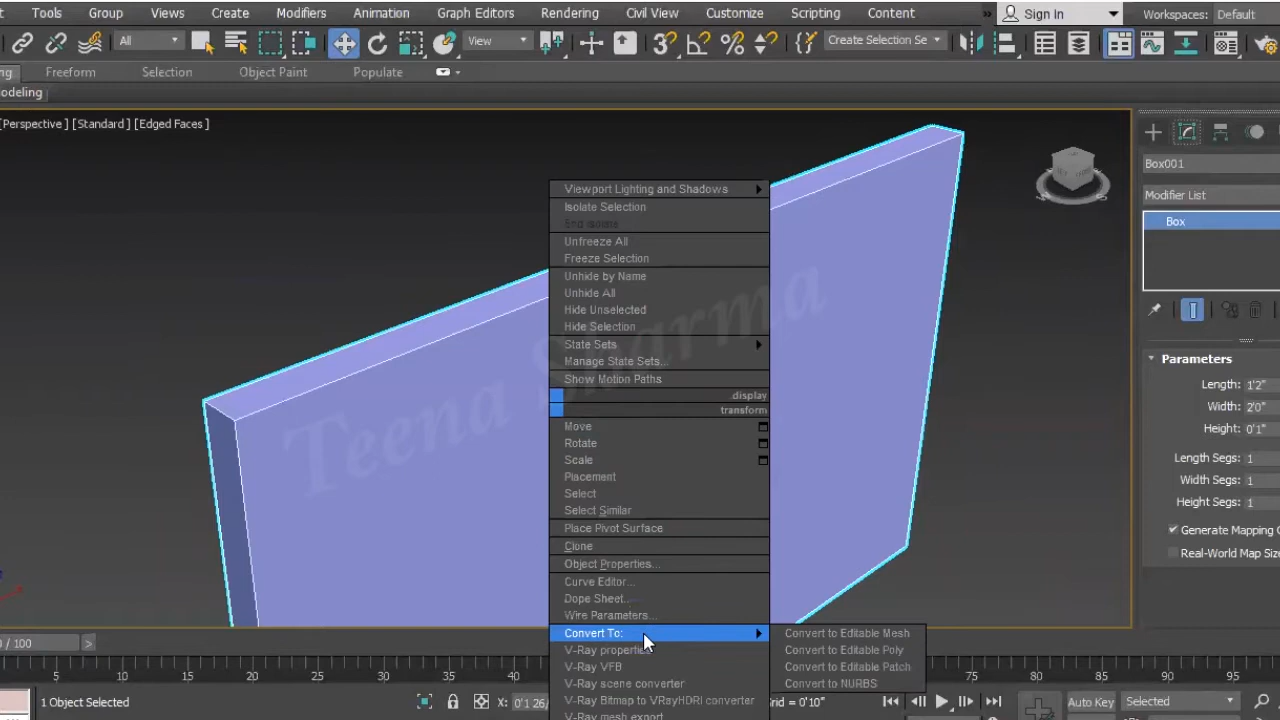 Tools Group Views Create Modifiers Animation Graph Editors Rendering Civil View Customize Scripting Content Sign In Workspaces: Default
All View Create Selection Se
Freeform Selection Object Paint Populate
odeling
[Perspective ] [Standard ] [Edged Faces ]
Box001
Modifier List
Box
Viewport Lighting and Shadows
Isolate Selection
End Isolate
Unfreeze All
Freeze Selection
Unhide by Name
Unhide All
Hide Unselected
Hide Selection
State Sets
Manage State Sets...
Show Motion Paths
display
transform
Move
Rotate
Scale
Placement
Select
Select Similar
Place Pivot Surface
Clone
Object Properties...
Curve Editor...
Dope Sheet...
Wire Parameters...
Convert To:
V-Ray properties
V-Ray VFB
V-Ray scene converter
V-Ray Bitmap to VRayHDRI converter
V-Ray mesh export
Convert to Editable Mesh
Convert to Editable Poly
Convert to Editable Patch
Convert to NURBS
Teena Sharma
Parameters
Length: 1'2"
Width: 2'0"
Height: 0'1"
Length Segs: 1
Width Segs: 1
Height Segs: 1
Generate Mapping C
Real-World Map Size
0 / 100 >
5 10 15 20 25 30 35 40 75 80 85 90 95
1 Object Selected X: 0'1 26/ Grid = 0'10" Auto Key Selected